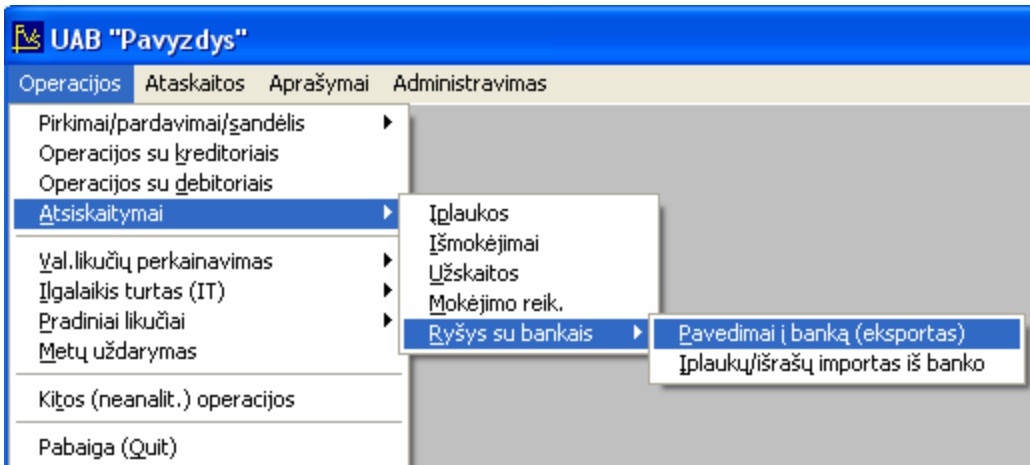 UAB "Pavyzdys"
Operacijos Ataskaitos Aprašymai Administravimas
Pirkimai/pardavimai/sandėlis
Operacijos su kreditoriais
Operacijos su debitoriais
Atsiskaitymai
Val.likučių perkainavimas
Ilgalaikis turtas (IT)
Pradiniai likučiai
Metų uždarymas
Kitos (neanalit.) operacijos
Pabaiga (Quit)
Įplaukos
Išmokėjimai
Užskaitos
Mokėjimo reik.
Ryšys su bankais
Pavedimai į banką (eksportas)
Įplaukų/išrašų importas iš banko